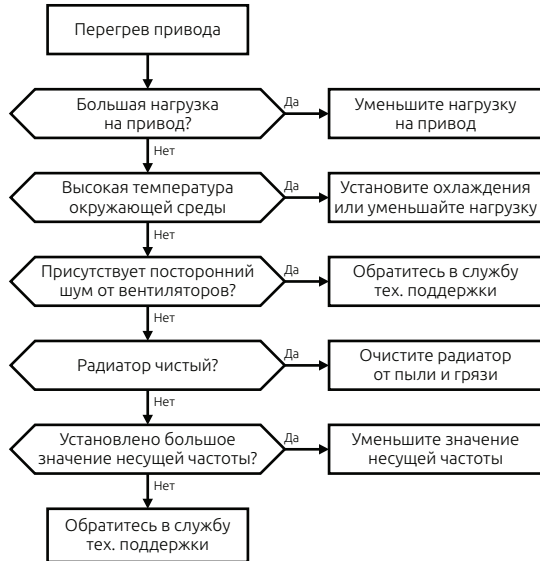 Перегрев привода
Большая нагрузка
на привод?
Да
Уменьшите нагрузку
на привод
Нет
Высокая температура
окружающей среды
Да
Установите охлаждения
или уменьшайте нагрузку
Нет
Присутствует посторонний
шум от вентиляторов?
Да
Обратитесь в службу
тех. поддержки
Нет
Радиатор чистый?
Да
Очистите радиатор
от пыли и грязи
Нет
Установлено большое
значение несущей частоты?
Да
Уменьшите значение
несущей частоты
Нет
Обратитесь в службу
тех. поддержки